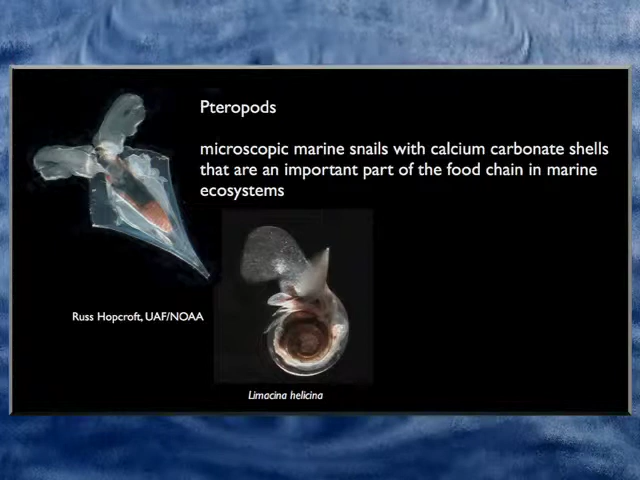 Pteropods
microscopic marine snails with calcium carbonate shells
that are an important part of the food chain in marine
ecosystems
Russ Hopcroft, UAF/NOAA
Limacina helicina